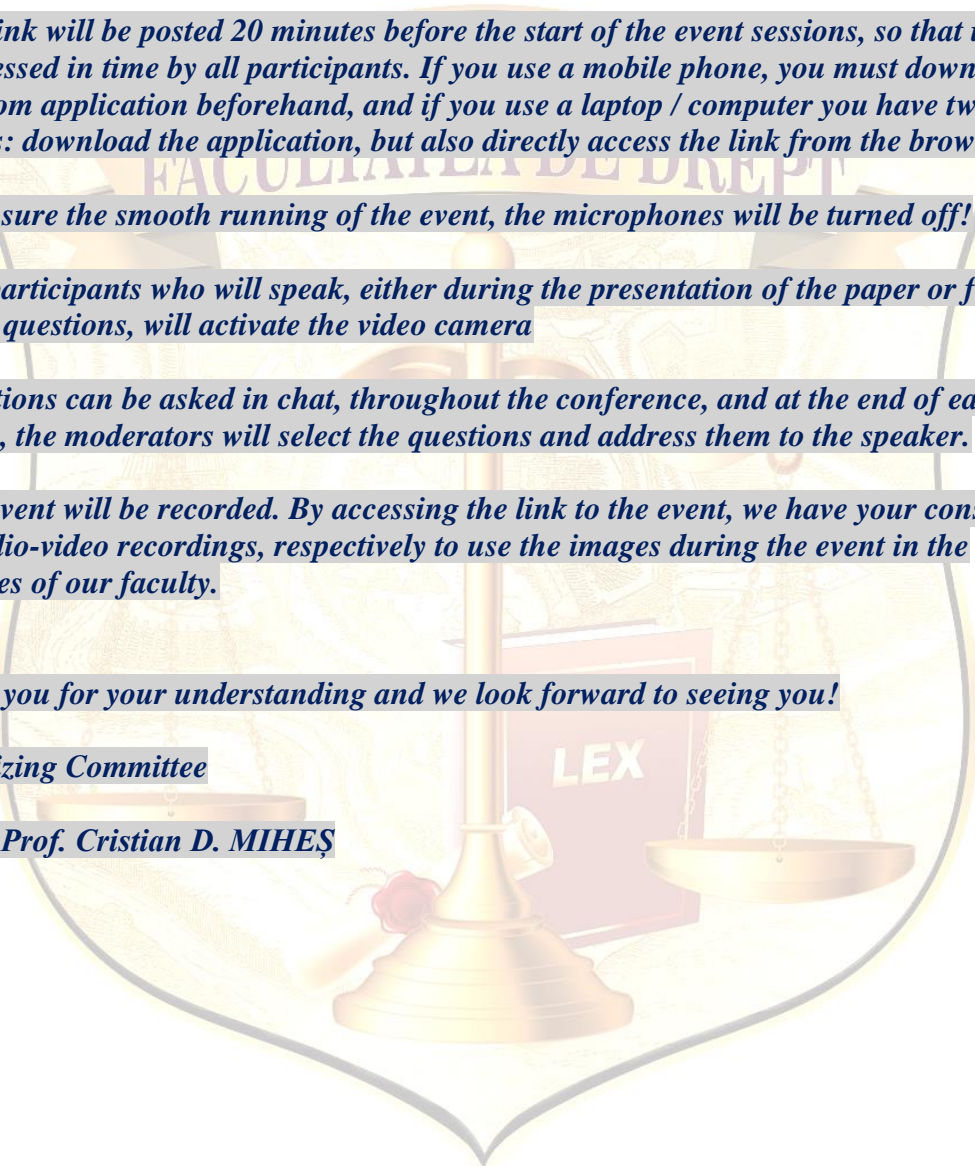 ink will be posted 20 minutes before the start of the event sessions, so that
essed in time by all participants. If you use a mobile phone, you must down
om application beforehand, and if you use a laptop / computer you have tw
s: download the application, but also directly access the link from the brow
FACULTATEA DE DREPT
sure the smooth running of the event, the microphones will be turned off!
participants who will speak, either during the presentation of the paper or f
questions, will activate the video camera
tions can be asked in chat, throughout the conference, and at the end of ea
, the moderators will select the questions and address them to the speaker.
vent will be recorded. By accessing the link to the event, we have your cons
dio-video recordings, respectively to use the images during the event in the
es of our faculty.
you for your understanding and we look forward to seeing you!
LEX
izing Committee
Prof. Cristian D. MIHEȘ